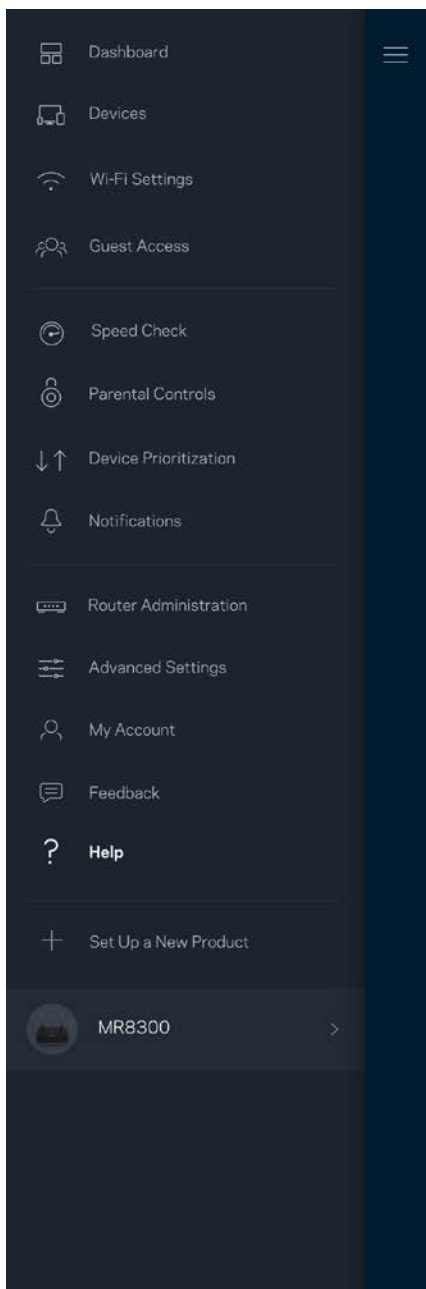 Dashboard
Devices
Wi-Fi Settings
Guest Access
Speed Check
Parental Controls
Device Prioritization
Notifications
Router Administration
Advanced Settings
My Account
Feedback
? Help
Set Up a New Product
MR8300